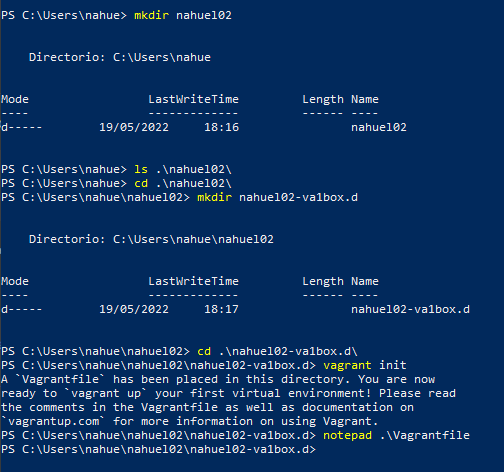 PS C:\Users\nahue> mkdir nahuel02
Directorio: C:\Users\nahue
Mode LastWriteTime Length Name
---- ------------- ------ ----
d----- 19/05/2022 18:16 nahuel02
PS C:\Users\nahue> ls .\nahuel02\
PS C:\Users\nahue> cd .\nahuel02\
PS C:\Users\nahue\nahuel02> mkdir nahuel02-va1box.d
Directorio: C:\Users\nahue\nahuel02
Mode LastWriteTime Length Name
---- ------------- ------ ----
d----- 19/05/2022 18:17 nahuel02-va1box.d
PS C:\Users\nahue\nahuel02> cd .\nahuel02-va1box.d\
PS C:\Users\nahue\nahuel02\nahuel02-va1box.d> vagrant init
A `Vagrantfile` has been placed in this directory. You are now
ready to `vagrant up` your first virtual environment! Please read
the comments in the Vagrantfile as well as documentation on
`vagrantup.com` for more information on using Vagrant.
PS C:\Users\nahue\nahuel02\nahuel02-va1box.d> notepad .\Vagrantfile
PS C:\Users\nahue\nahuel02\nahuel02-va1box.d>